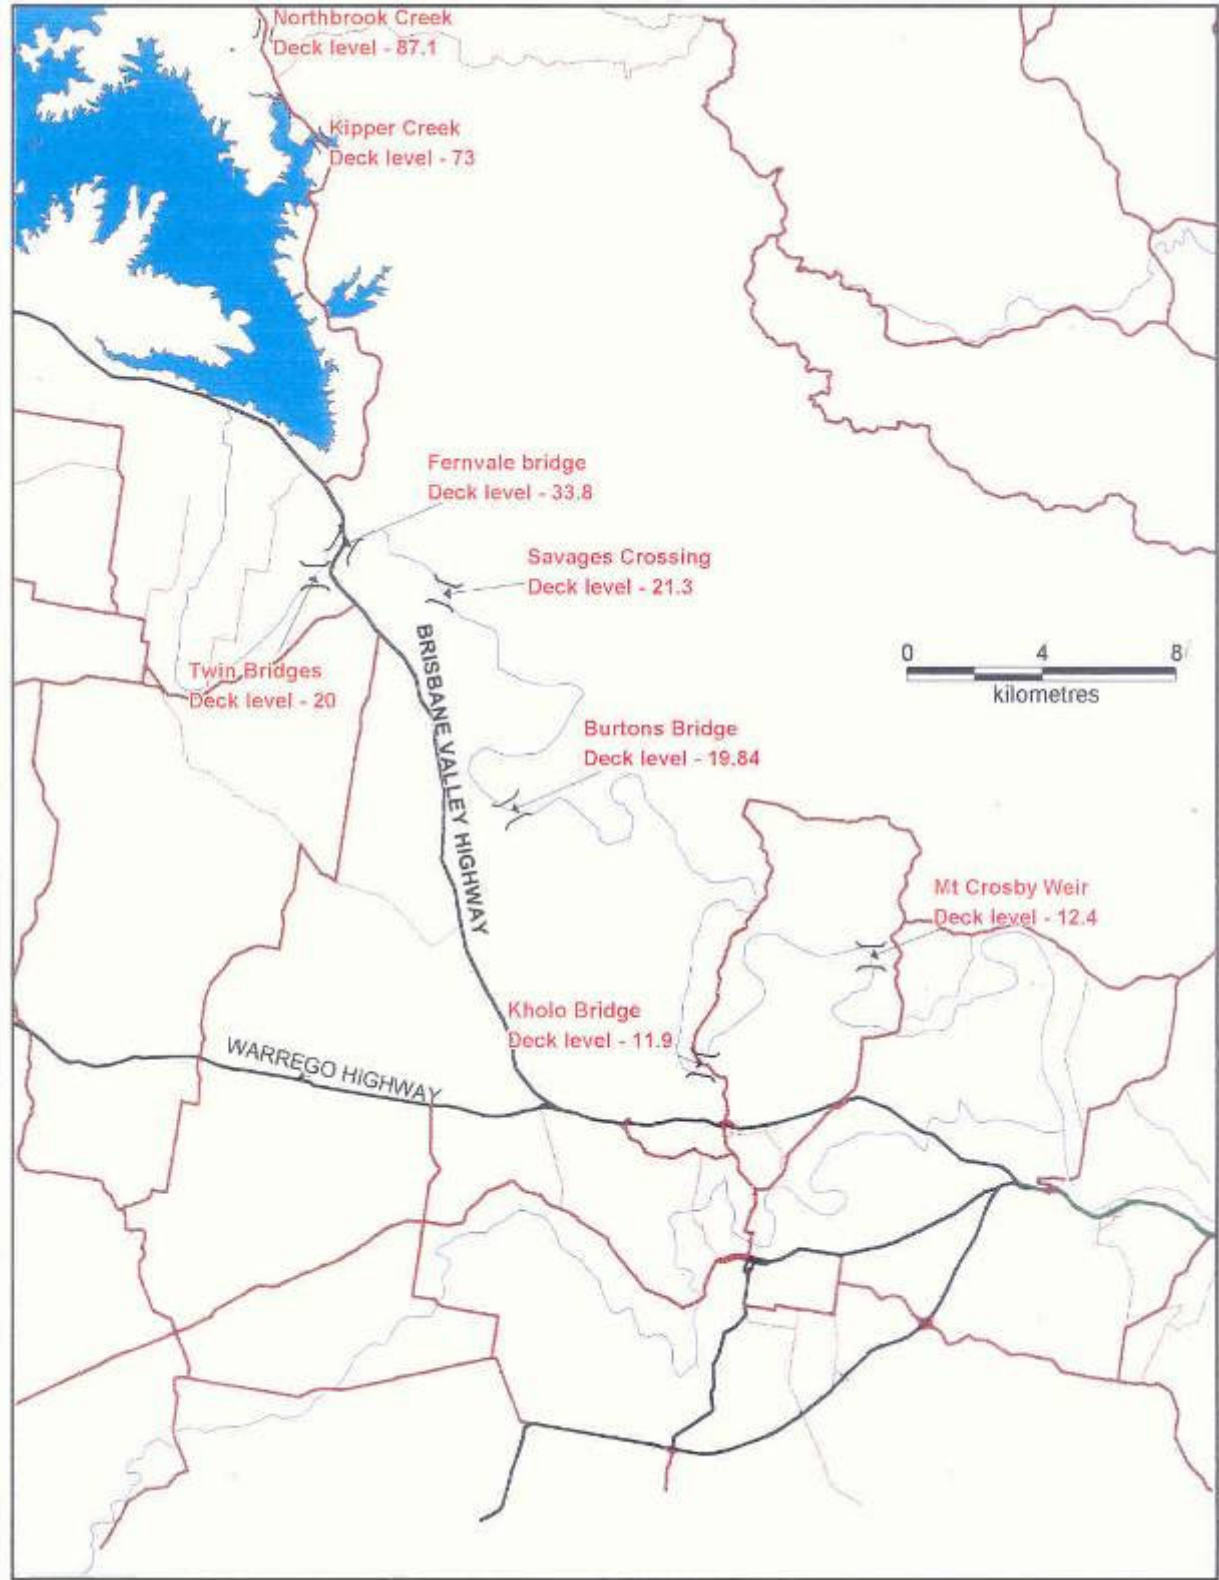 Northbrook Creek
Deck level - 87.1
Kipper Creek
Deck level - 73
Fernvale bridge
Deck level - 33.8
Savages Crossing
Deck level - 21.3
Twin Bridges
Deck level - 20
BRISBANE VALLEY HIGHWAY
0 4 8
kilometres
Burtons Bridge
Deck level - 19.84
Mt Crosby Weir
Deck level - 12.4
Kholo Bridge
Deck level - 11.9
WARREGO HIGHWAY